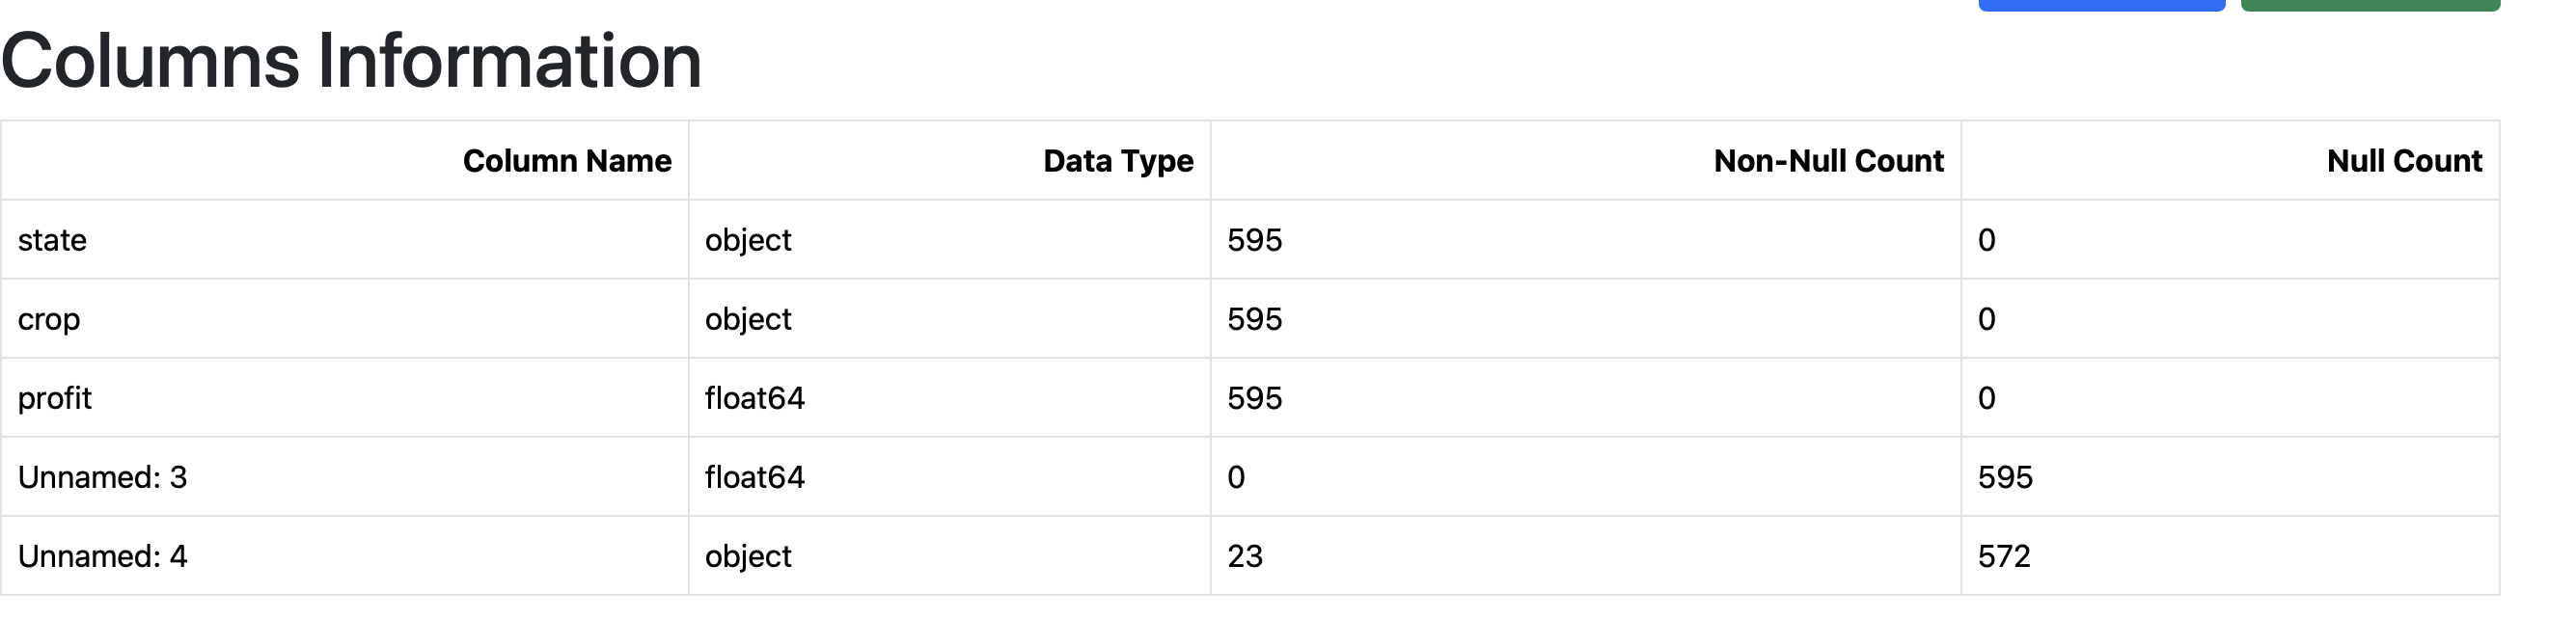 Columns Information
Column Name Data Type Non-Null Count Null Count
state object 595 0
crop object 595 0
profit float64 595 0
Unnamed: 3 float64 0 595
Unnamed: 4 object 23 572